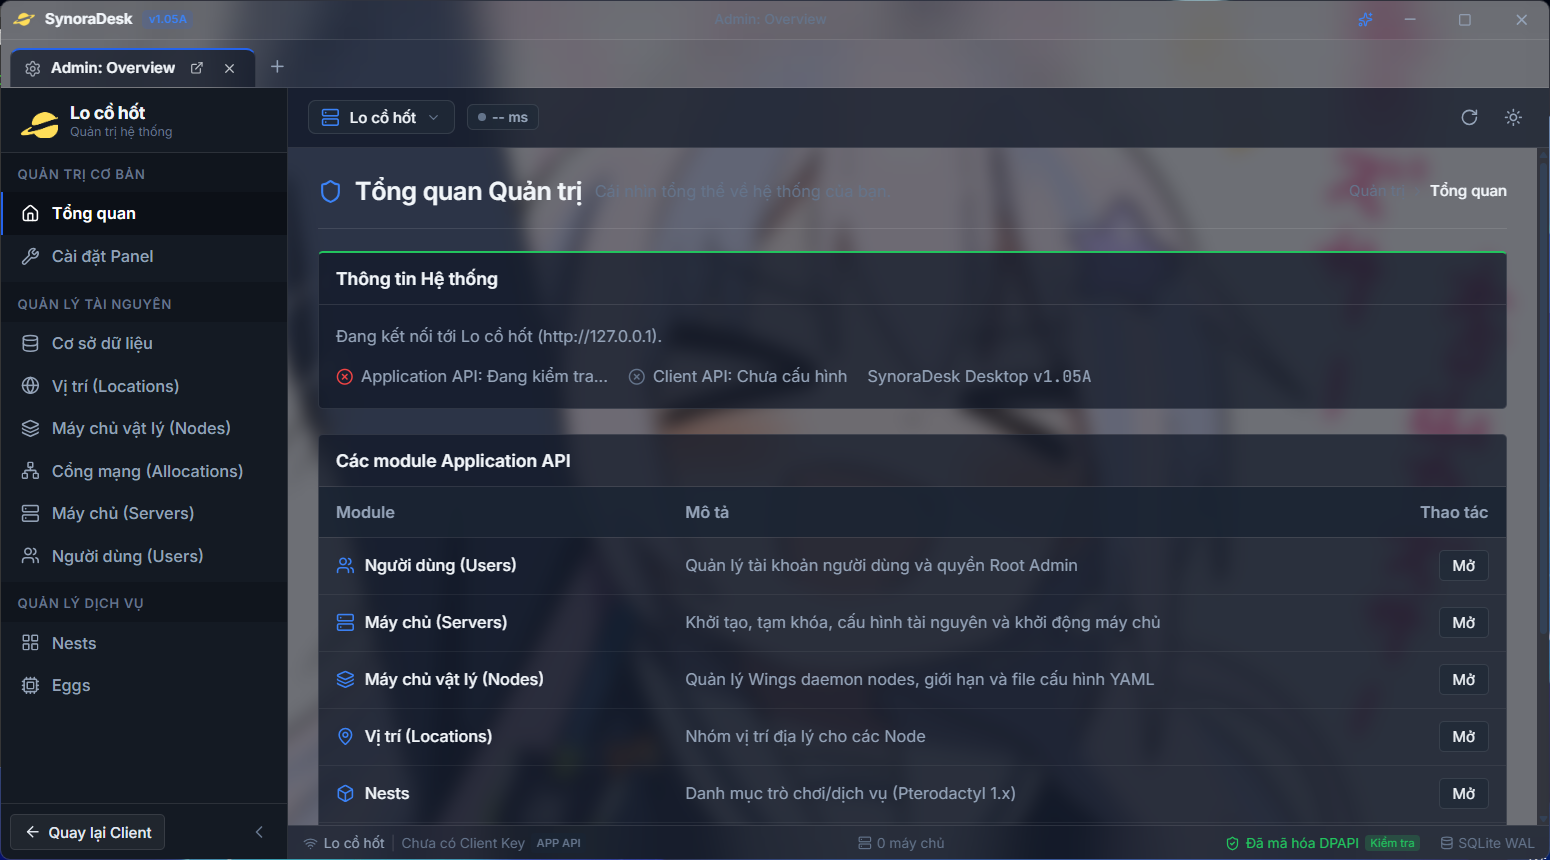 SynoraDesk v1.05A
Admin: Overview
Admin: Overview
Lo cồ hốt
Quản trị hệ thống
Lo cồ hốt
-- ms
QUẢN TRỊ CƠ BẢN
Tổng quan
Cài đặt Panel
QUẢN LÝ TÀI NGUYÊN
Cơ sở dữ liệu
Vị trí (Locations)
Máy chủ vật lý (Nodes)
Cổng mạng (Allocations)
Máy chủ (Servers)
Người dùng (Users)
QUẢN LÝ DỊCH VỤ
Nests
Eggs
Quay lại Client
Tổng quan Quản trị Cái nhìn tổng thể về hệ thống của bạn.
Quản trị Tổng quan
Thông tin Hệ thống
Đang kết nối tới Lo cồ hốt (http://127.0.0.1).
Application API: Đang kiểm tra... Client API: Chưa cấu hình SynoraDesk Desktop v1.05A
Các module Application API
Module Mô tả Thao tác
Người dùng (Users) Quản lý tài khoản người dùng và quyền Root Admin Mở
Máy chủ (Servers) Khởi tạo, tạm khóa, cấu hình tài nguyên và khởi động máy chủ Mở
Máy chủ vật lý (Nodes) Quản lý Wings daemon nodes, giới hạn và file cấu hình YAML Mở
Vị trí (Locations) Nhóm vị trí địa lý cho các Node Mở
Nests Danh mục trò chơi/dịch vụ (Pterodactyl 1.x) Mở
Lo cồ hốt Chưa có Client Key APP API 0 máy chủ Đã mã hóa DPAPI Kiểm tra SQLite WAL